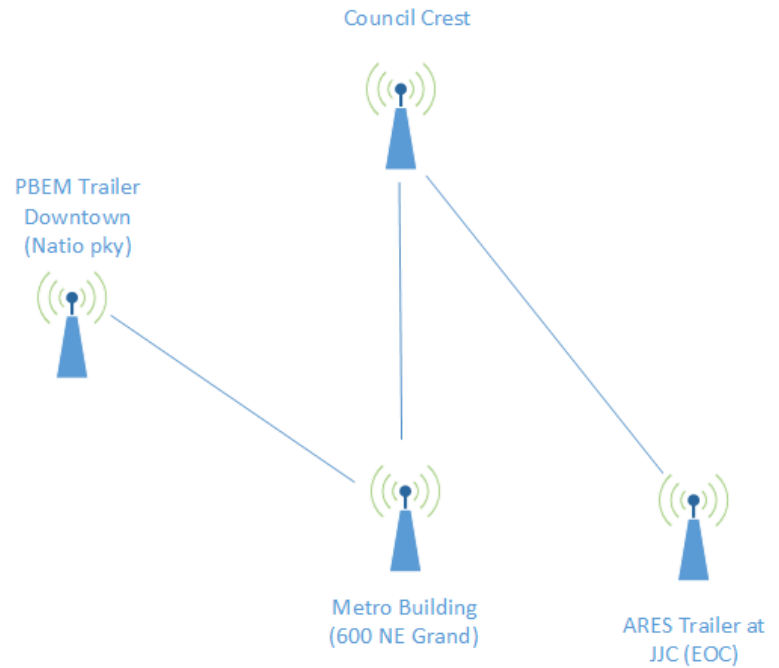 Council Crest
PBEM Trailer
Downtown
(Natio pky)
Metro Building
(600 NE Grand)
ARES Trailer at
JJC (EOC)